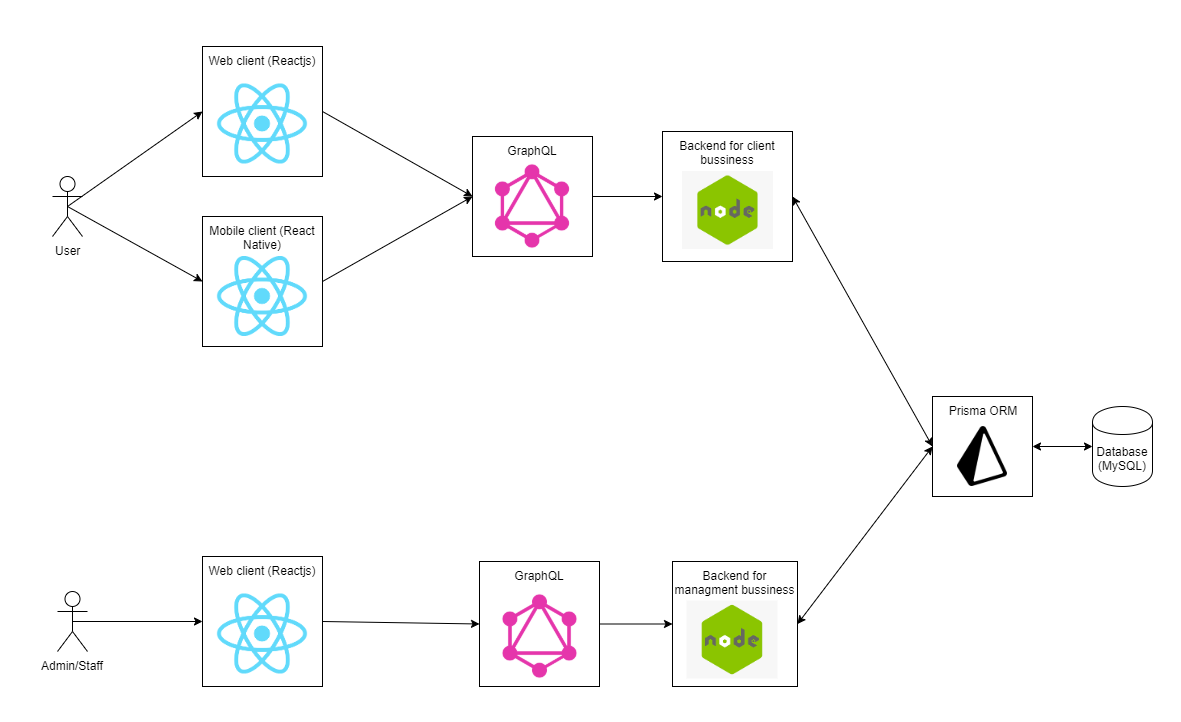 Web client (Reactjs)
User
Mobile client (React
Native)
GraphQL
Backend for client
bussiness
node
Prisma ORM
Database
(MySQL)
Admin/Staff
Web client (Reactjs)
GraphQL
Backend for
managment bussiness
node